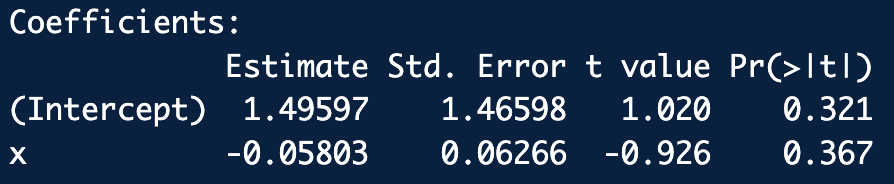 Coefficients:
Estimate Std. Error t value Pr(>|t|)
(Intercept) 1.49597 1.46598 1.020 0.321
x -0.05803 0.06266 -0.926 0.367